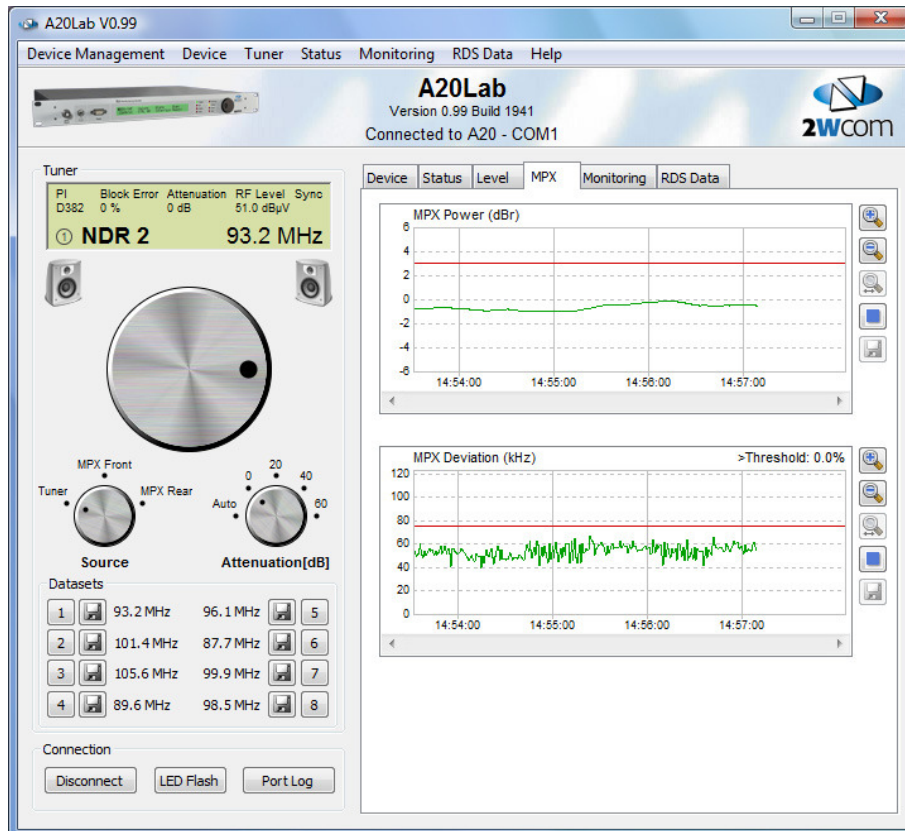 A20Lab V0.99
Device Management Device Tuner Status Monitoring RDS Data Help
A20Lab
Version 0.99 Build 1941
Connected to A20 - COM1
2WCom
Tuner
PI Block Error Attenuation RF Level Sync
D382 0 % 0 dB 51.0 dBµV
1 NDR 2 93.2 MHz
MPX Front
Tuner
MPX Rear
Source
20
0 40
Auto 60
Attenuation[dB]
Datasets
1 93.2 MHz 96.1 MHz 5
2 101.4 MHz 87.7 MHz 6
3 105.6 MHz 99.9 MHz 7
4 89.6 MHz 98.5 MHz 8
Connection
Disconnect LED Flash Port Log
Device Status Level MPX Monitoring RDS Data
MPX Power (dBr)
6
4
2
0
-2
-4
-6
14:54:00 14:55:00 14:56:00 14:57:00
MPX Deviation (kHz) >Threshold: 0.0%
120
100
80
60
40
20
0
14:54:00 14:55:00 14:56:00 14:57:00